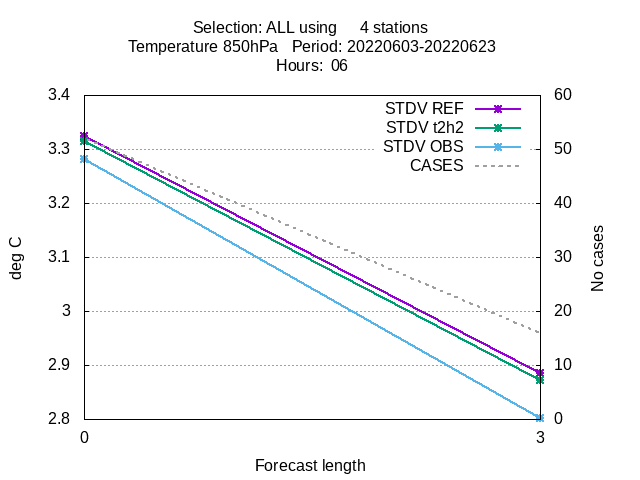 Selection: ALL using 4 stations
Temperature 850hPa Period: 20220603-20220623
Hours: 06
3.4
3.3
3.2
3.1
3
2.9
2.8
60
50
40
30
20
10
0
STDV REF
STDV t2h2
STDV OBS
CASES
deg C
No cases
0
3
Forecast length